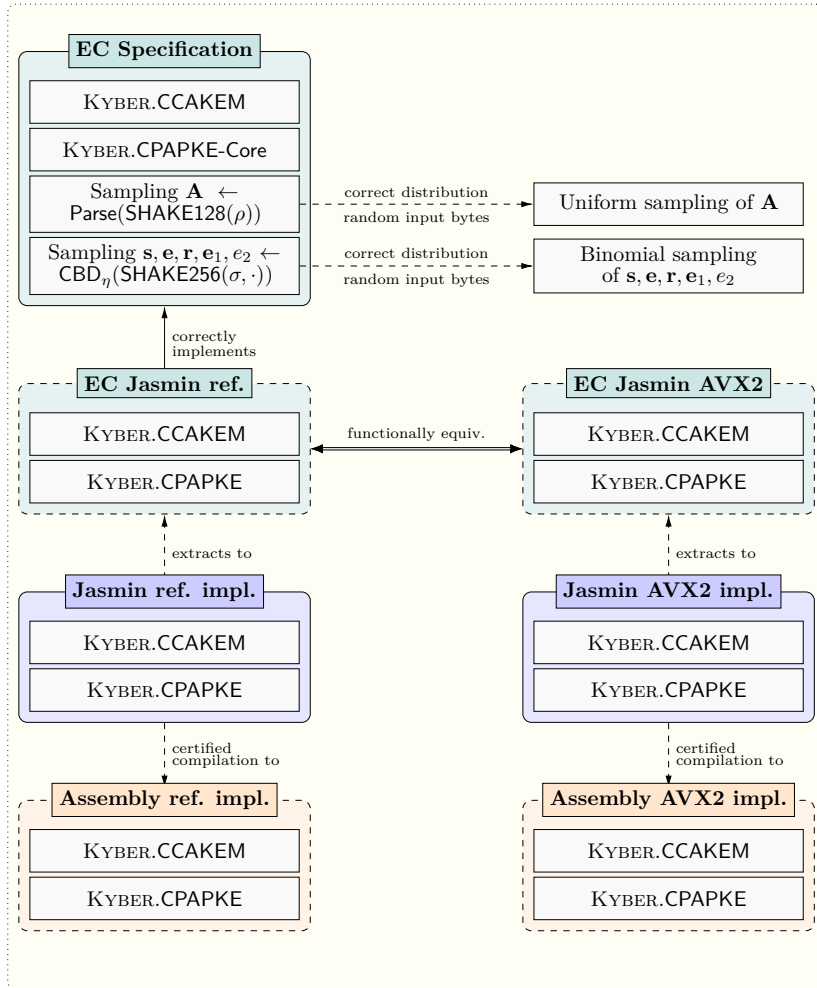 EC Specification
KYBER.CCAKEM
KYBER.CPAPKE-Core
Sampling A ←
Parse(SHAKE128(ρ))
correct distribution
random input bytes
Uniform sampling of A
Sampling s, e, r, e₁, e₂ ←
CBDη(SHAKE256(σ, ·))
correct distribution
random input bytes
Binomial sampling
of s, e, r, e₁, e₂
correctly
implements
EC Jasmin ref.
KYBER.CCAKEM
KYBER.CPAPKE
functionally equiv.
EC Jasmin AVX2
KYBER.CCAKEM
KYBER.CPAPKE
extracts to
extracts to
Jasmin ref. impl.
KYBER.CCAKEM
KYBER.CPAPKE
Jasmin AVX2 impl.
KYBER.CCAKEM
KYBER.CPAPKE
certified
compilation to
certified
compilation to
Assembly ref. impl.
KYBER.CCAKEM
KYBER.CPAPKE
Assembly AVX2 impl.
KYBER.CCAKEM
KYBER.CPAPKE